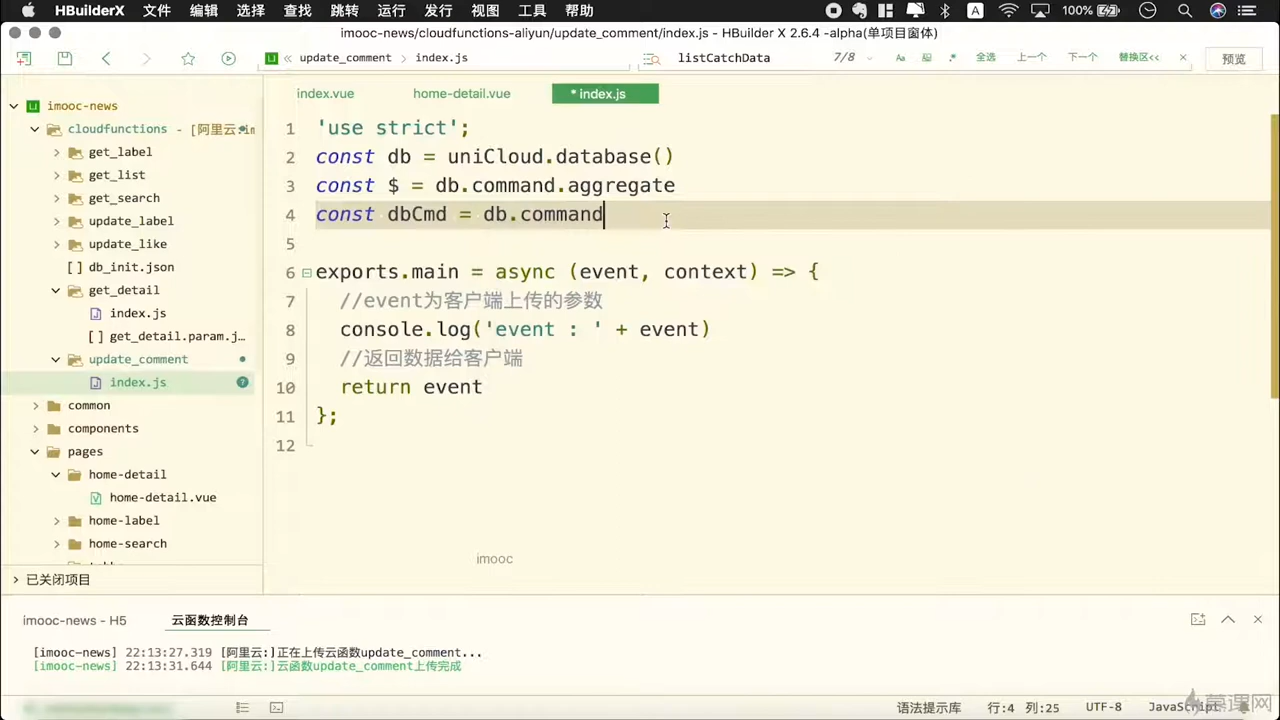 HBuilderX 文件 编辑 选择 查找 跳转 运行 发行 视图 工具 帮助 A 100%
imooc-news/cloudfunctions-aliyun/update_comment/index.js - HBuilder X 2.6.4 -alpha(单项目窗体)
« update_comment > index.js listCatchData 7/8 Aa ab .* 全选 上一个 下一个 替换区<< 预览
imooc-news
cloudfunctions - [阿里云:im
get_label
get_list
get_search
update_label
update_like
[ ] db_init.json
get_detail
index.js
[ ] get_detail.param.j…
update_comment
index.js
common
components
pages
home-detail
home-detail.vue
home-label
home-search
已关闭项目
index.vue home-detail.vue * index.js
1 'use strict';
2 const db = uniCloud.database()
3 const $ = db.command.aggregate
4 const dbCmd = db.command
5
6 exports.main = async (event, context) => {
7 //event为客户端上传的参数
8 console.log('event : ' + event)
9 //返回数据给客户端
10 return event
11 };
12
imooc
imooc-news - H5 云函数控制台
[imooc-news] 22:13:27.319 [阿里云:]正在上传云函数update_comment...
[imooc-news] 22:13:31.644 [阿里云:]云函数update_comment上传完成
语法提示库 行:4 列:25 UTF-8 JavaScript
慕课网